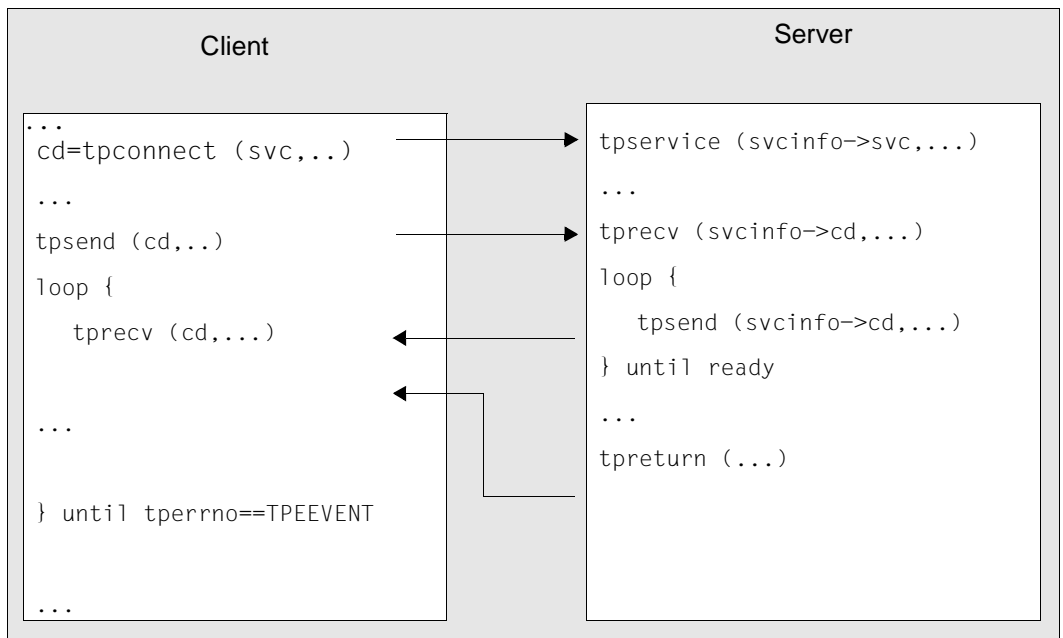 Client
...
cd=tpconnect (svc,..)
...
tpsend (cd,..)
loop {
tprecv (cd,...)
...
} until tperrno==TPEEVENT
...
Server
tpservice (svcinfo->svc,...)
...
tprecv (svcinfo->cd,...)
loop {
tpsend (svcinfo->cd,...)
} until ready
...
tpreturn (...)